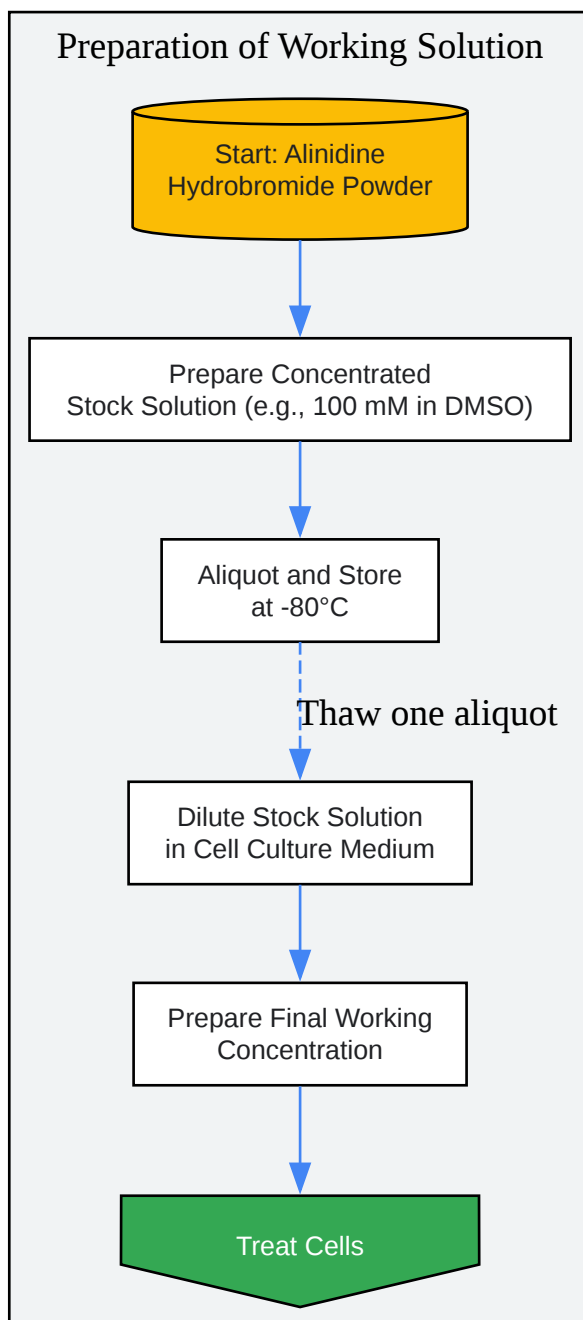 Preparation of Working Solution
Start: Alinidine
Hydrobromide Powder
Prepare Concentrated
Stock Solution (e.g., 100 mM in DMSO)
Aliquot and Store
at -80°C
Thaw one aliquot
Dilute Stock Solution
in Cell Culture Medium
Prepare Final Working
Concentration
Treat Cells